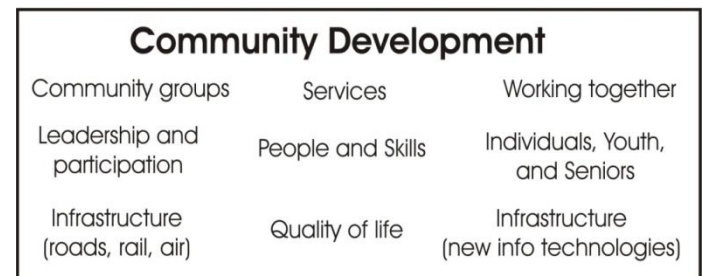 Community Development
Community groups Services Working together
Leadership and participation People and Skills Individuals, Youth, and Seniors
Infrastructure (roads, rail, air) Quality of life Infrastructure (new info technologies)